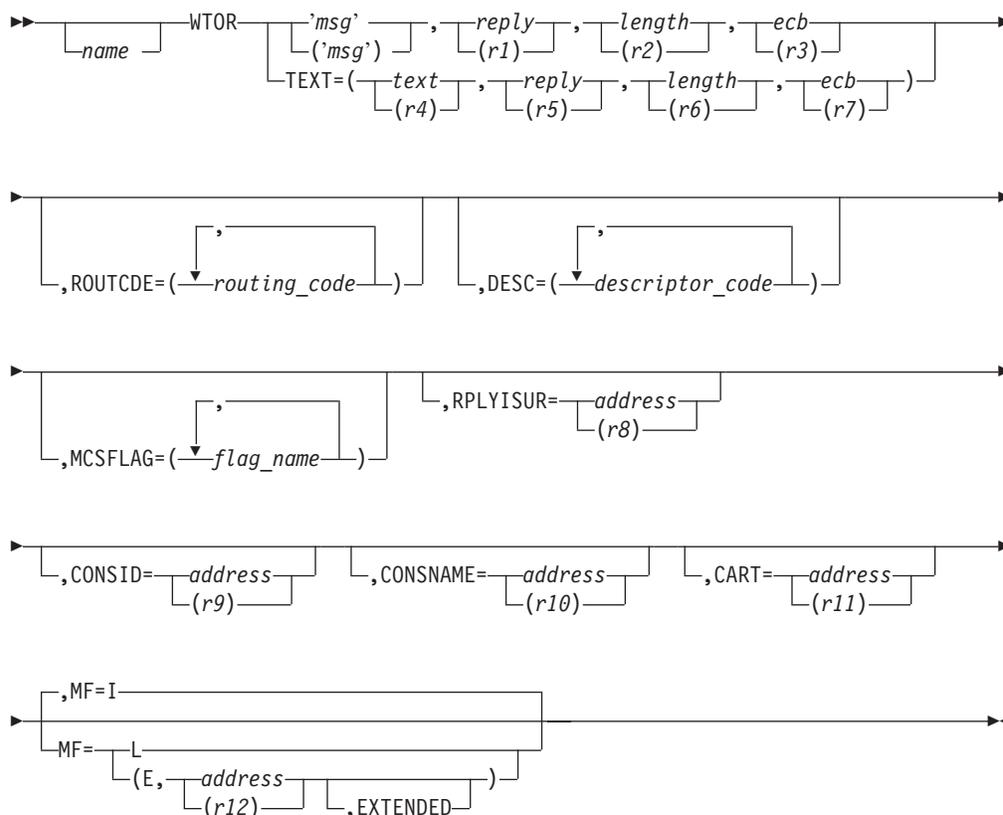 WTOR ’msg’ , reply , length , ecb
name (’msg’) (r1) (r2) (r3)
TEXT=( text , reply , length , ecb )
(r4) (r5) (r6) (r7)
, ,
,ROUTCDE=( routing_code ) ,DESC=( descriptor_code )
, ,RPLYISUR= address
,MCSFLAG=( flag_name ) (r8)
,CONSID= address ,CONSNAME= address ,CART= address
(r9) (r10) (r11)
,MF=I
MF= L
(E, address )
(r12) ,EXTENDED